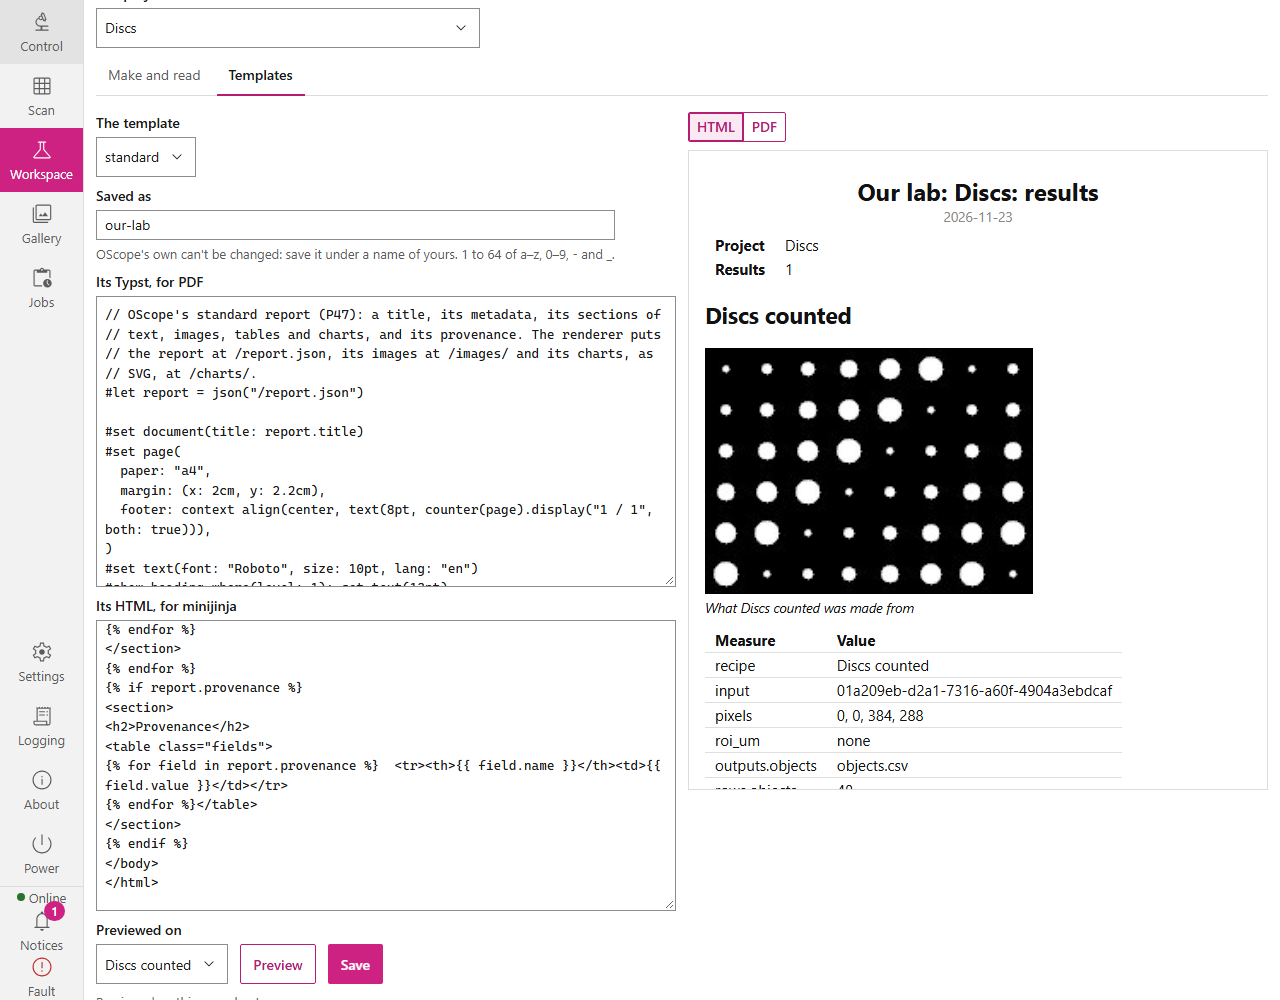 Discs
Control
Scan
Workspace
Gallery
Jobs
Settings
Logging
About
Power
Online
1
Notices
Fault
Make and read
Templates
The template
standard
Saved as
our-lab
OScope's own can't be changed: save it under a name of yours. 1 to 64 of a–z, 0–9, - and _.
Its Typst, for PDF
// OScope's standard report (P47): a title, its metadata, its sections of
// text, images, tables and charts, and its provenance. The renderer puts
// the report at /report.json, its images at /images/ and its charts, as
// SVG, at /charts/.
#let report = json("/report.json")
#set document(title: report.title)
#set page(
paper: "a4",
margin: (x: 2cm, y: 2.2cm),
footer: context align(center, text(8pt, counter(page).display("1 / 1",
both: true))),
)
#set text(font: "Roboto", size: 10pt, lang: "en")
Its HTML, for minijinja
{% endfor %}
</section>
{% endfor %}
{% if report.provenance %}
<section>
<h2>Provenance</h2>
<table class="fields">
{% for field in report.provenance %}  <tr><th>{{ field.name }}</th><td>{{
field.value }}</td></tr>
{% endfor %}</table>
</section>
{% endif %}
</body>
</html>
Previewed on
Discs counted
Preview
Save
HTML
PDF
Our lab: Discs: results
2026-11-23
Project Discs
Results 1
Discs counted
What Discs counted was made from
Measure Value
recipe Discs counted
input 01a209eb-d2a1-7316-a60f-4904a3ebdcaf
pixels 0, 0, 384, 288
roi_um none
outputs.objects objects.csv